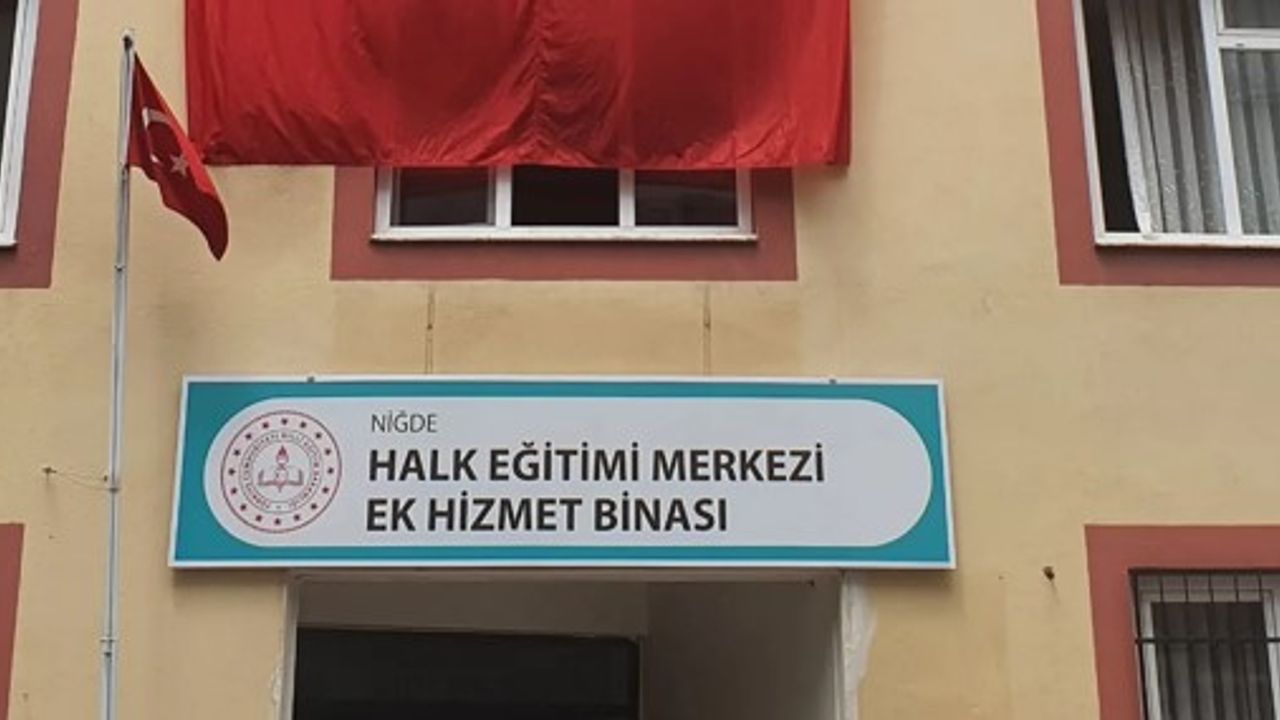 NİĞDE
HALK EĞİTİMİ MERKEZİ
EK HİZMET BİNASI